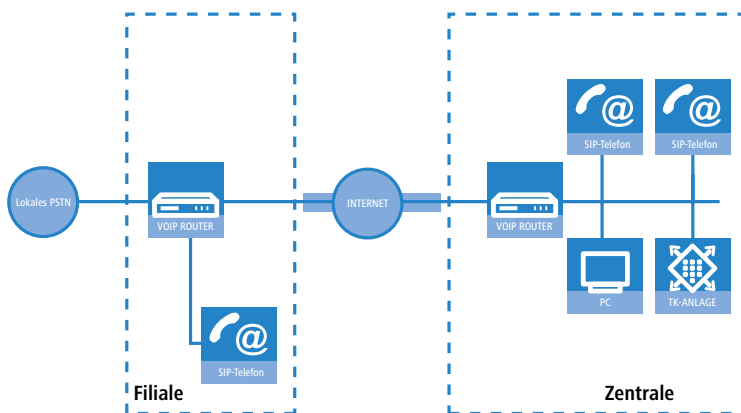 SIP-Telefon
SIP-Telefon
Lokales PSTN
VOIP ROUTER
INTERNET
VOIP ROUTER
PC
TK-ANLAGE
SIP-Telefon
Filiale
Zentrale